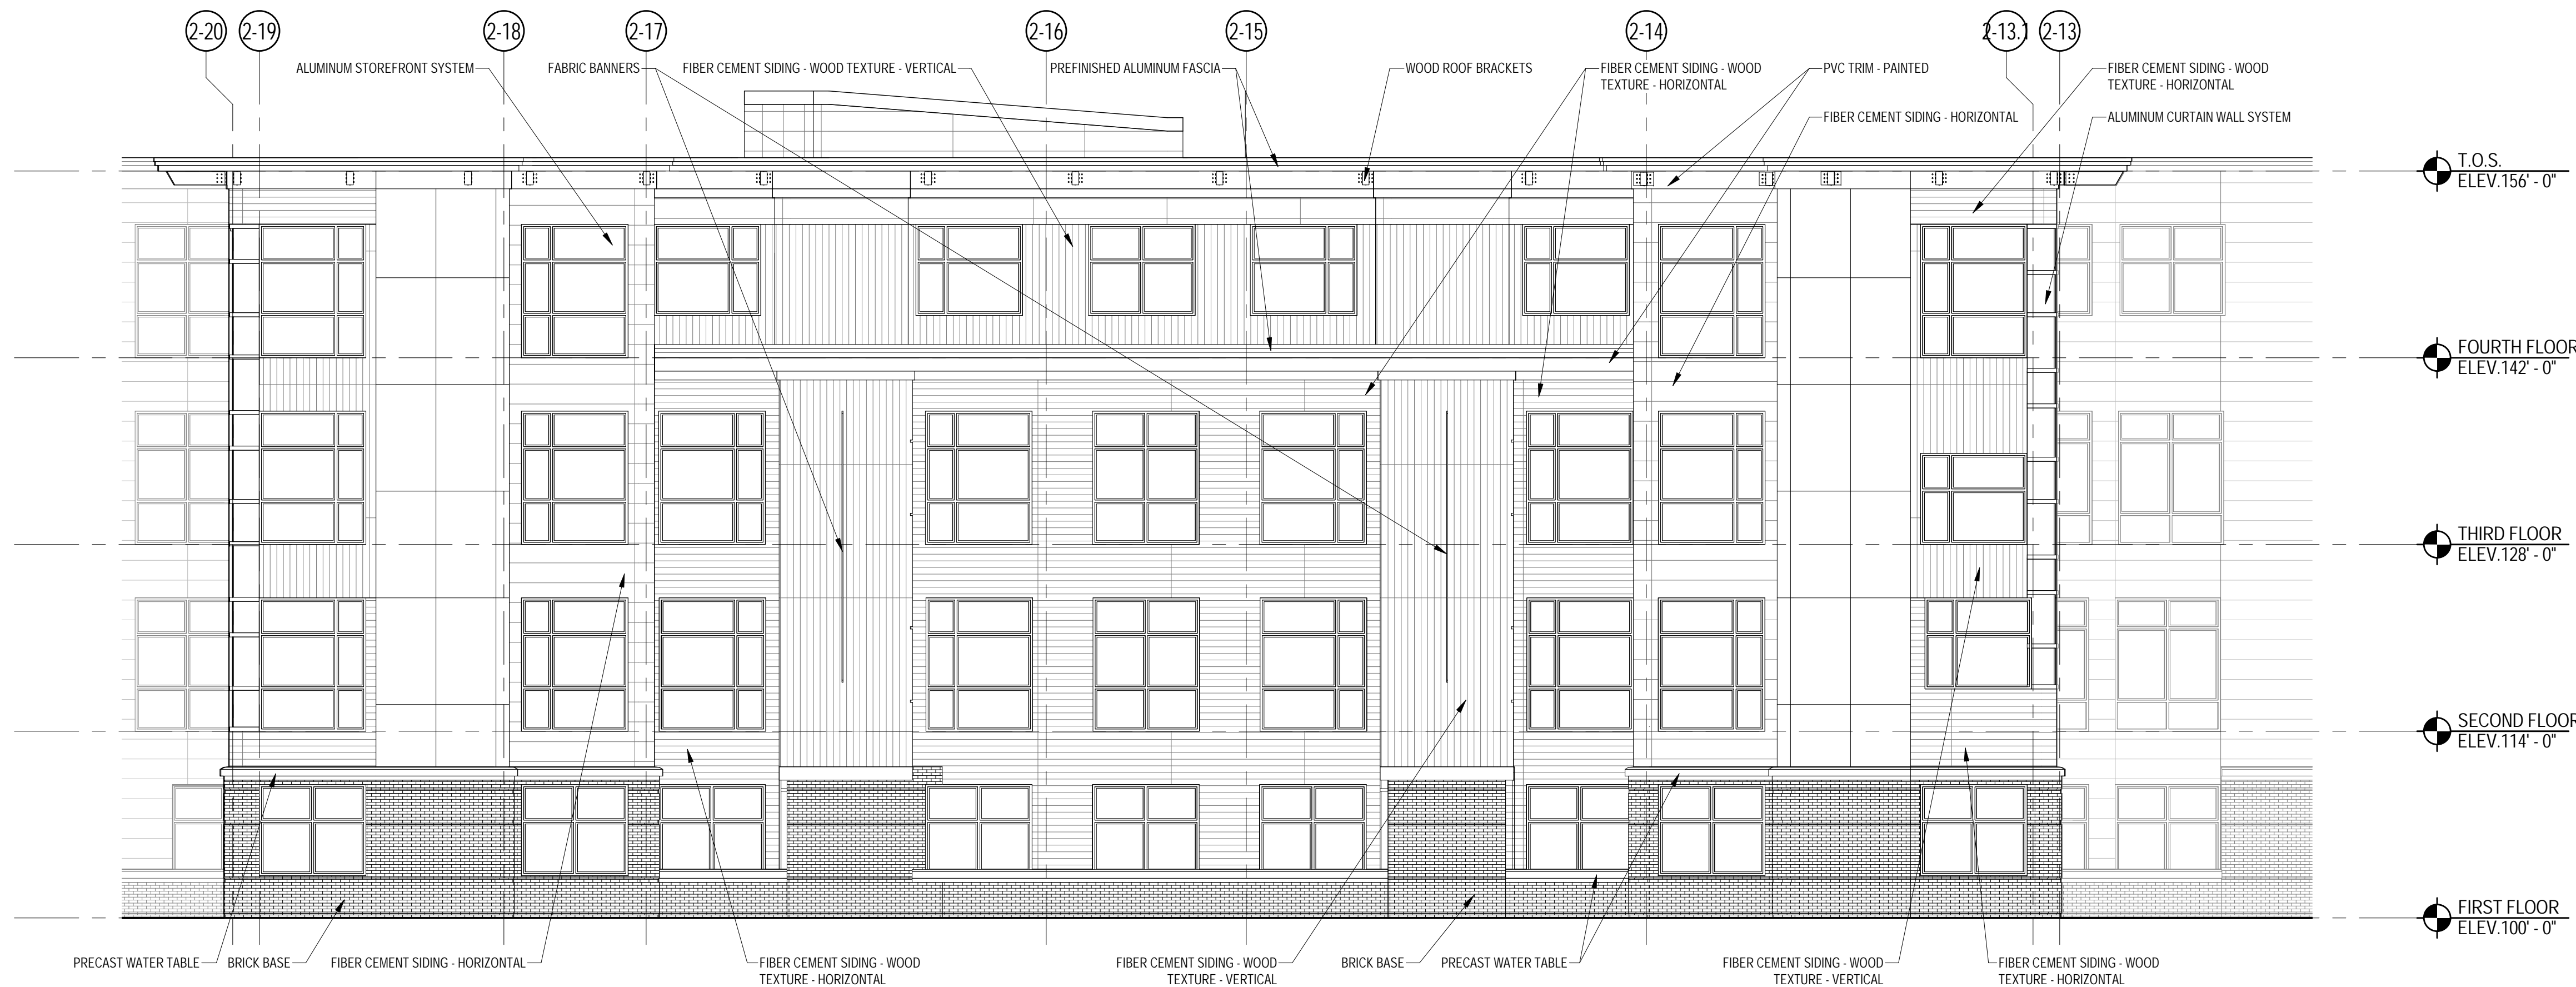 2-20
2-19
2-18
2-17
2-16
2-15
2-14
2-13.1
2-13
ALUMINUM STOREFRONT SYSTEM
FABRIC BANNERS
FIBER CEMENT SIDING - WOOD TEXTURE - VERTICAL
PREFINISHED ALUMINUM FASCIA
WOOD ROOF BRACKETS
FIBER CEMENT SIDING - WOOD
TEXTURE - HORIZONTAL
PVC TRIM - PAINTED
FIBER CEMENT SIDING - WOOD
TEXTURE - HORIZONTAL
FIBER CEMENT SIDING - HORIZONTAL
ALUMINUM CURTAIN WALL SYSTEM
T.O.S.
ELEV.156' - 0"
FOURTH FLOOR
ELEV.142' - 0"
THIRD FLOOR
ELEV.128' - 0"
SECOND FLOOR
ELEV.114' - 0"
FIRST FLOOR
ELEV.100' - 0"
PRECAST WATER TABLE
BRICK BASE
FIBER CEMENT SIDING - HORIZONTAL
FIBER CEMENT SIDING - WOOD
TEXTURE - HORIZONTAL
FIBER CEMENT SIDING - WOOD
TEXTURE - VERTICAL
BRICK BASE
PRECAST WATER TABLE
FIBER CEMENT SIDING - WOOD
TEXTURE - VERTICAL
FIBER CEMENT SIDING - WOOD
TEXTURE - HORIZONTAL